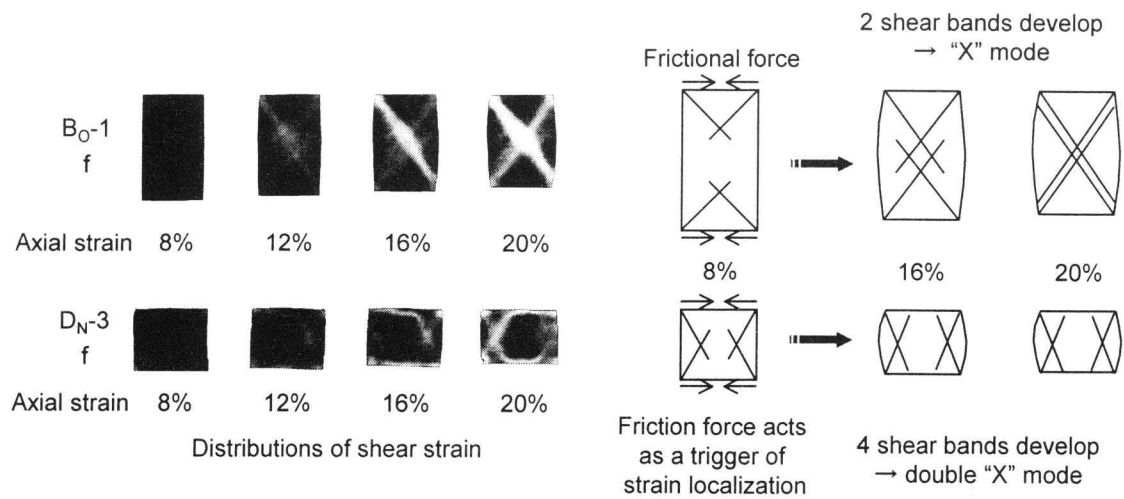 B_O-1
f
Axial strain 8% 12% 16% 20%
D_N-3
f
Axial strain 8% 12% 16% 20%
Distributions of shear strain
Frictional force
2 shear bands develop
→ "X" mode
8% 16% 20%
Friction force acts
as a trigger of
strain localization
4 shear bands develop
→ double "X" mode